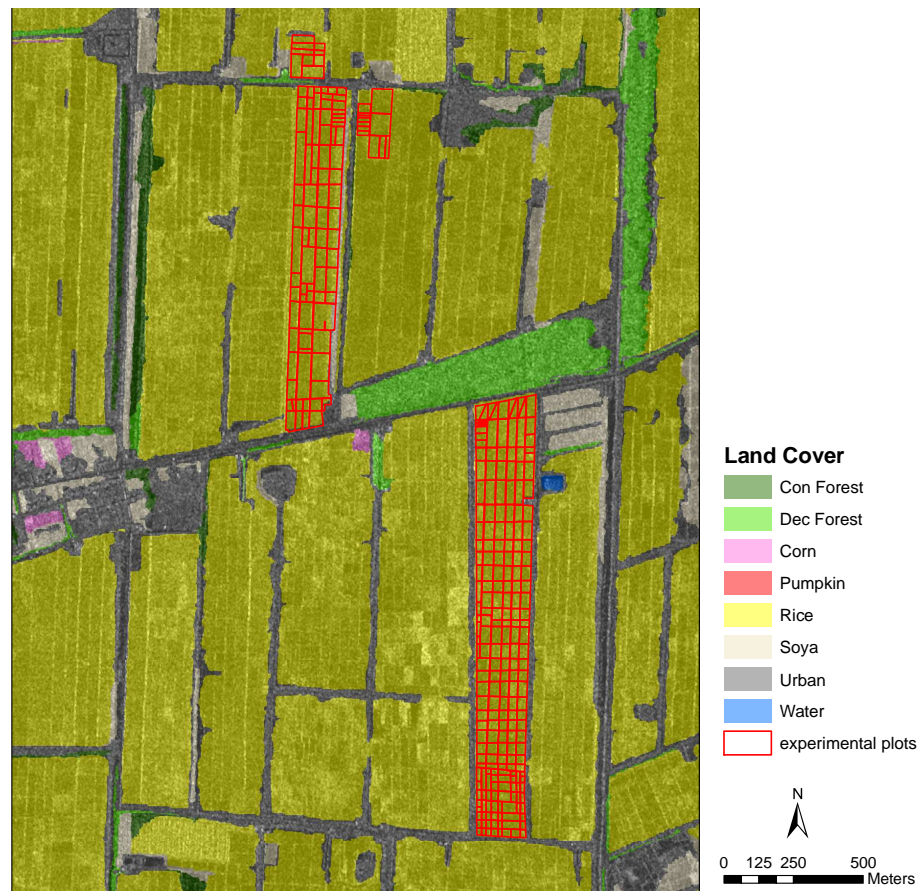 Land Cover
Con Forest
Dec Forest
Corn
Pumpkin
Rice
Soya
Urban
Water
experimental plots
N
0 125 250 500
Meters